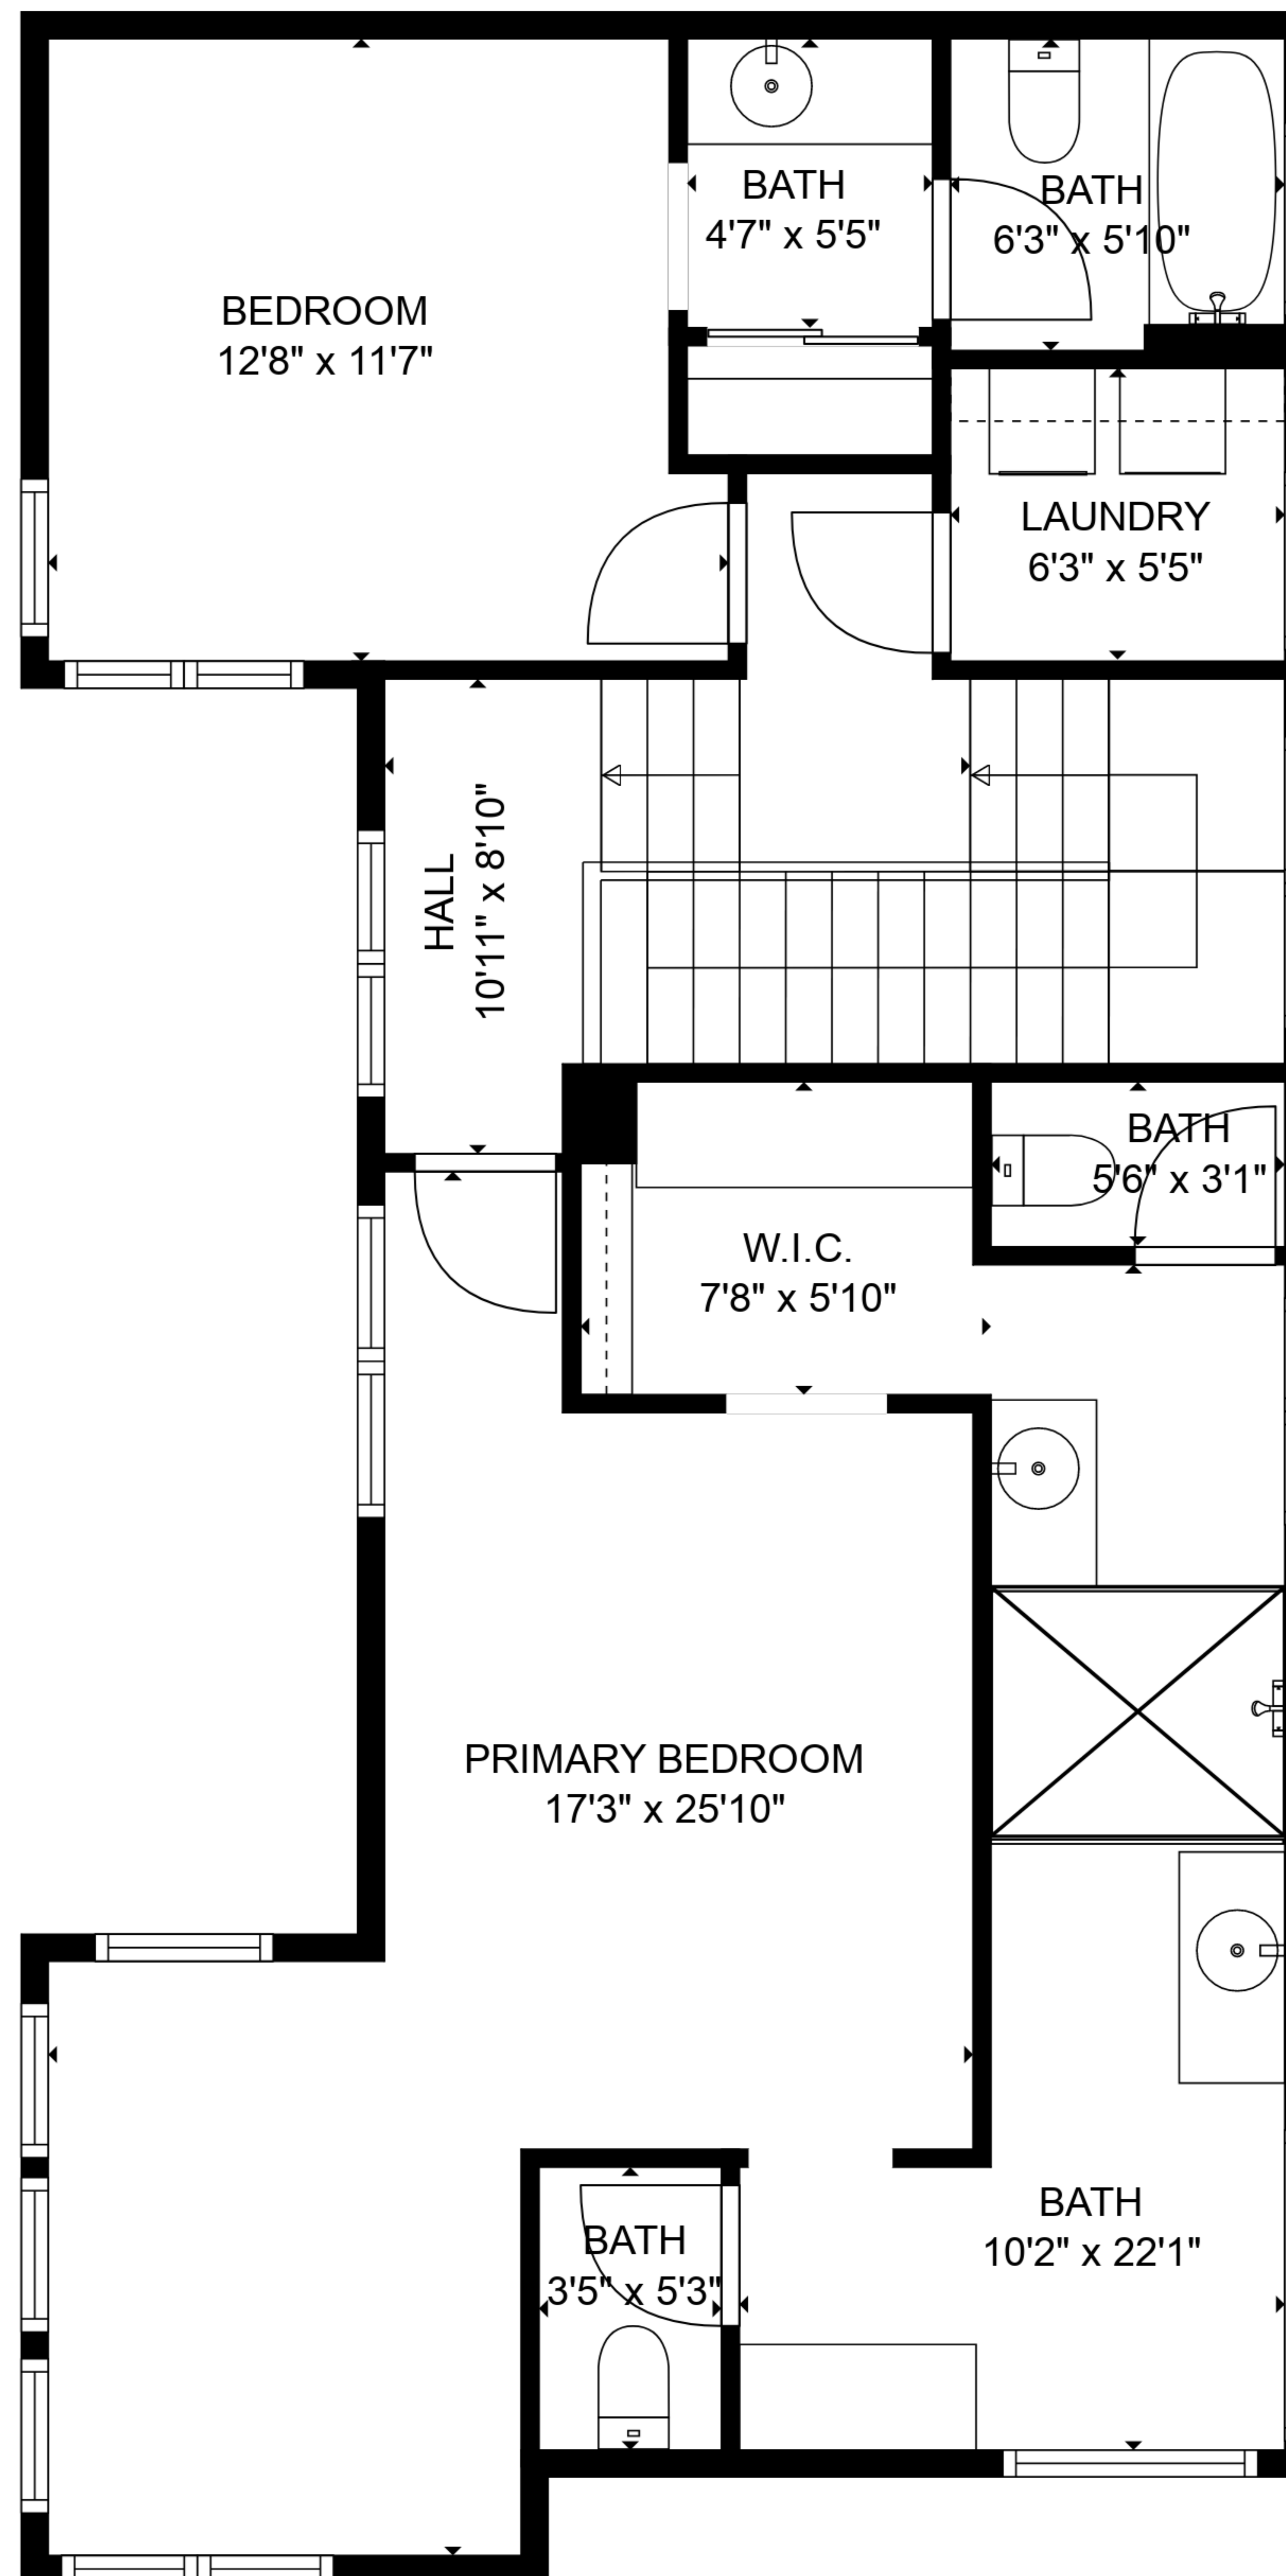 BATH
4'7" x 5'5"
BATH
6'3" x 5'10"
BEDROOM
12'8" x 11'7"
LAUNDRY
6'3" x 5'5"
HALL
10'11" x 8'10"
BATH
5'6" x 3'1"
W.I.C.
7'8" x 5'10"
PRIMARY BEDROOM
17'3" x 25'10"
BATH
10'2" x 22'1"
BATH
3'5" x 5'3"